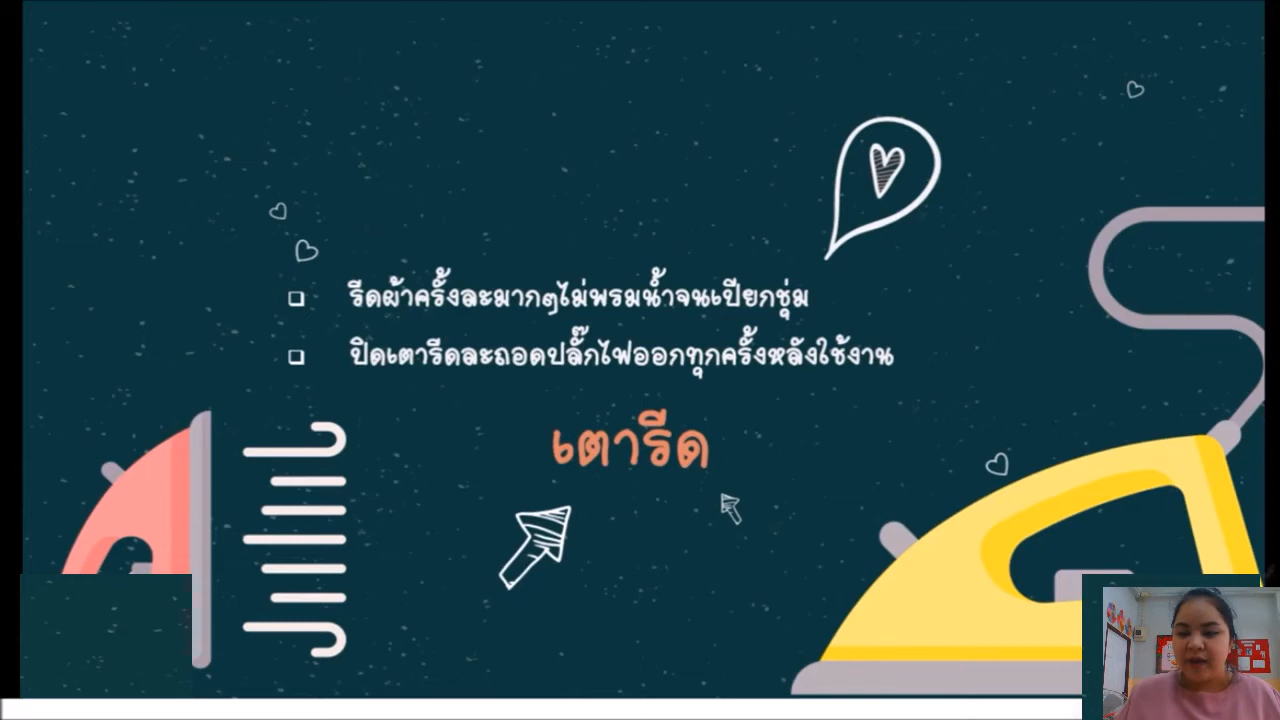 รีดผ้าครั้งละมากๆไม่พรมน้ำจนเปียกชุ่ม
ปิดเตารีดละถอดปลั๊กไฟออกทุกครั้งหลังใช้งาน
เตารีด